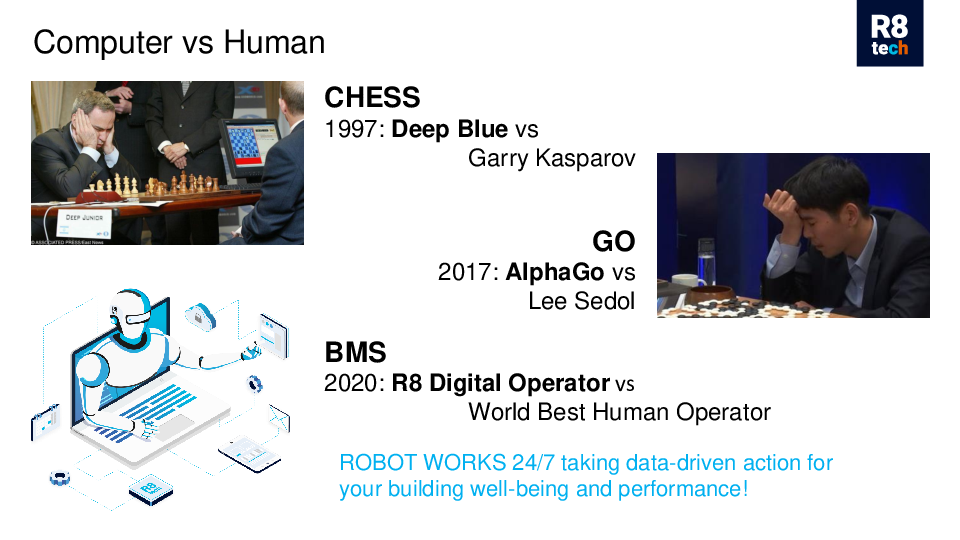 Computer vs Human
R8
tech
CHESS
1997: Deep Blue vs
Garry Kasparov
DEEP JUNIOR
© ASSOCIATED PRESS/East News
GO
2017: AlphaGo vs
Lee Sedol
BMS
2020: R8 Digital Operator vs
World Best Human Operator
R8
ROBOT WORKS 24/7 taking data-driven action for
your building well-being and performance!